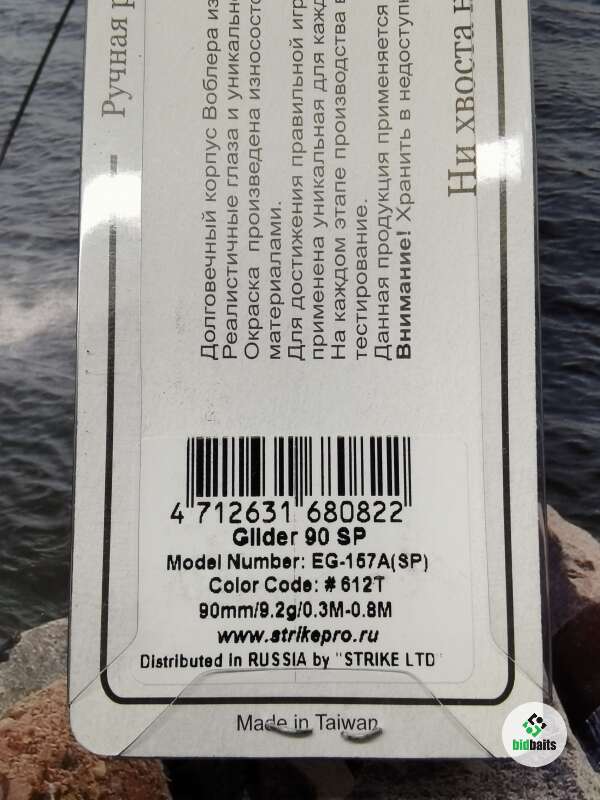 Ручная
Долговечный корпус Воблера из
Реалистичные глаза и уникально
Окраска произведена износосто
материалами.
Для достижения правильной игр
применена уникальная для кажд
На каждом этапе производства в
тестирование.
Данная продукция применяется
Внимание! Хранить в недоступн
Ни хвоста н
4 712631 680822
Glider 90 SP
Model Number: EG-157A(SP)
Color Code: # 612T
90mm/9.2g/0.3M-0.8M
www.strikepro.ru
Distributed in RUSSIA by "STRIKE LTD"
Made in Taiwan
bidbaits